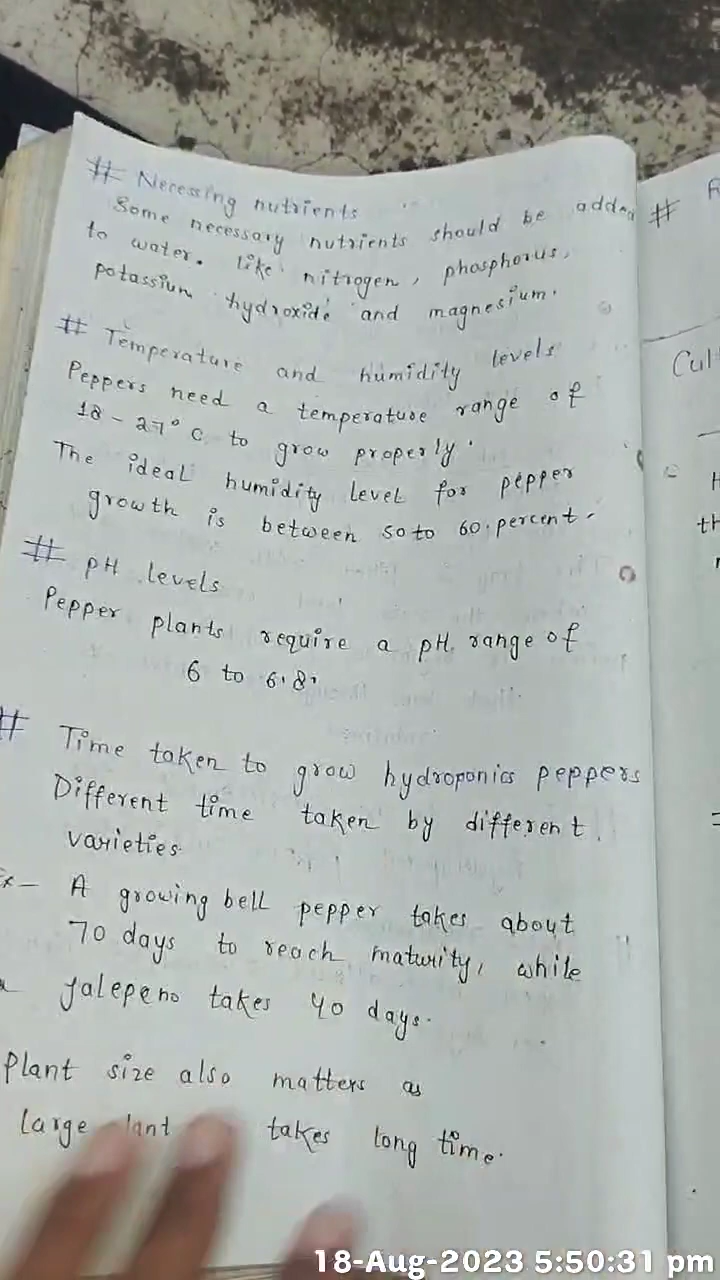 # Necessing nutrients
Some necessary nutrients should be added
to water. like nitrogen, phosphorus,
potassium hydroxide and magnesium.
# Temperature and humidity levels
Peppers need a temperature range of
18 - 27° C to grow properly.
The ideal humidity level for pepper
growth is between 50 to 60. percent.
# pH levels
Pepper plants require a pH range of
6 to 6.8.
# Time taken to grow hydroponics peppers
Different time taken by different.
varieties
Ex - A growing bell pepper takes about
70 days to reach maturity, while
a jalepeno takes 40 days.
Plant size also matters as
large plant takes long time.
#
Cul
th
18-Aug-2023 5:50:31 pm